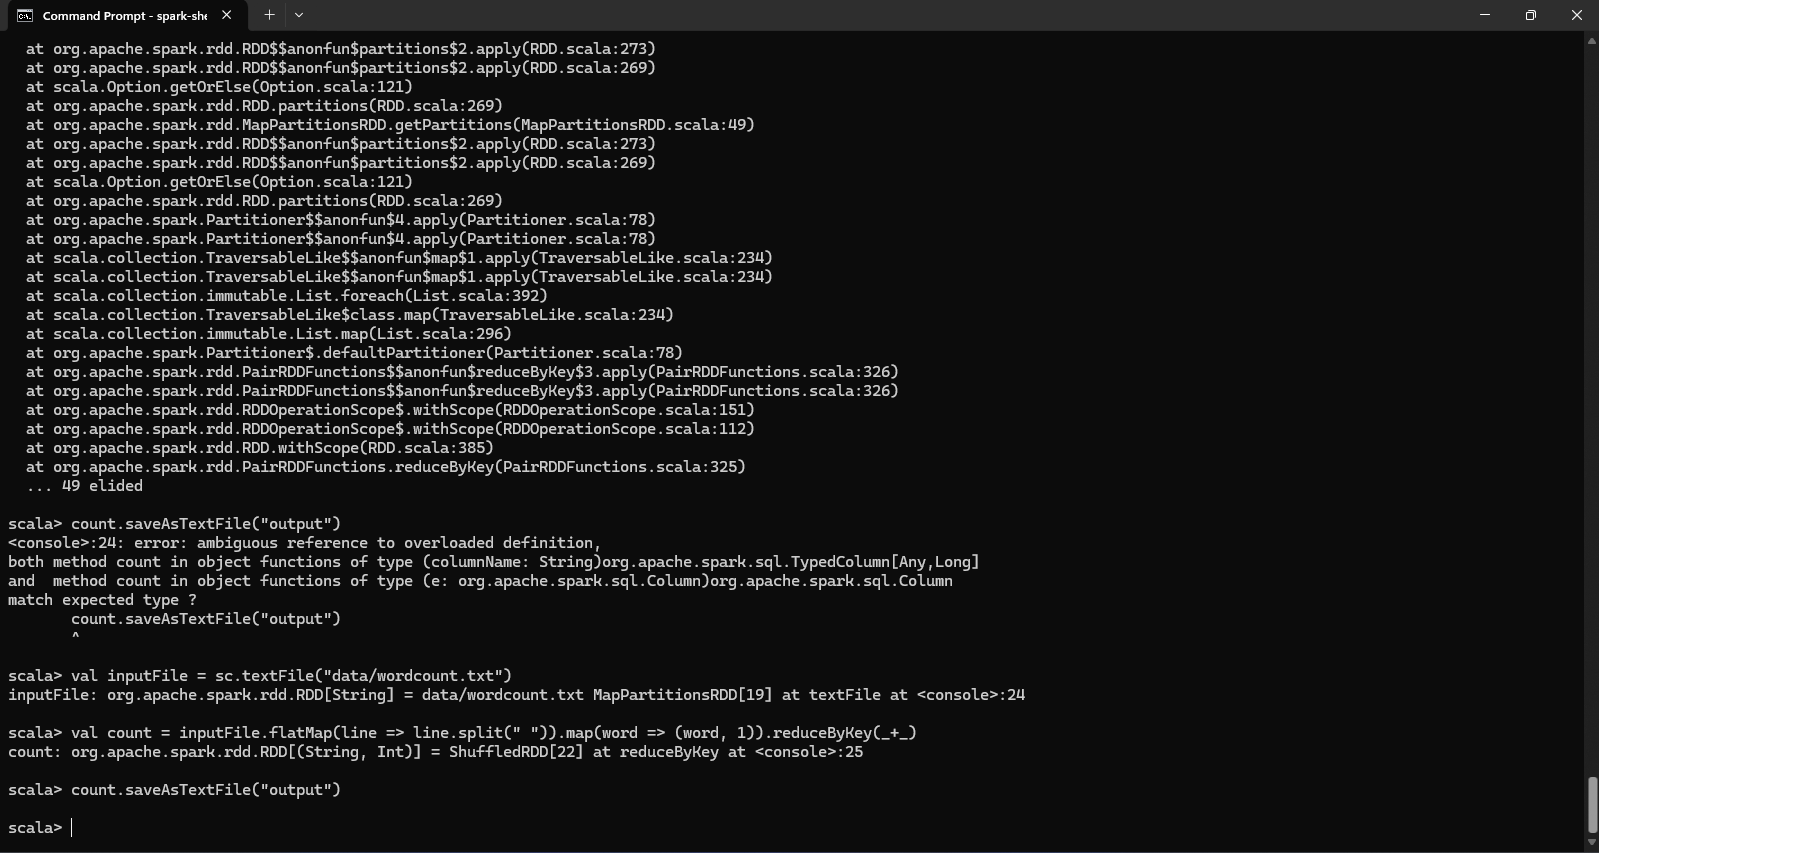 Command Prompt - spark-she
at org.apache.spark.rdd.RDD$$anonfun$partitions$2.apply(RDD.scala:273)
at org.apache.spark.rdd.RDD$$anonfun$partitions$2.apply(RDD.scala:269)
at scala.Option.getOrElse(Option.scala:121)
at org.apache.spark.rdd.RDD.partitions(RDD.scala:269)
at org.apache.spark.rdd.MapPartitionsRDD.getPartitions(MapPartitionsRDD.scala:49)
at org.apache.spark.rdd.RDD$$anonfun$partitions$2.apply(RDD.scala:273)
at org.apache.spark.rdd.RDD$$anonfun$partitions$2.apply(RDD.scala:269)
at scala.Option.getOrElse(Option.scala:121)
at org.apache.spark.rdd.RDD.partitions(RDD.scala:269)
at org.apache.spark.Partitioner$$anonfun$4.apply(Partitioner.scala:78)
at org.apache.spark.Partitioner$$anonfun$4.apply(Partitioner.scala:78)
at scala.collection.TraversableLike$$anonfun$map$1.apply(TraversableLike.scala:234)
at scala.collection.TraversableLike$$anonfun$map$1.apply(TraversableLike.scala:234)
at scala.collection.immutable.List.foreach(List.scala:392)
at scala.collection.TraversableLike$class.map(TraversableLike.scala:234)
at scala.collection.immutable.List.map(List.scala:296)
at org.apache.spark.Partitioner$.defaultPartitioner(Partitioner.scala:78)
at org.apache.spark.rdd.PairRDDFunctions$$anonfun$reduceByKey$3.apply(PairRDDFunctions.scala:326)
at org.apache.spark.rdd.PairRDDFunctions$$anonfun$reduceByKey$3.apply(PairRDDFunctions.scala:326)
at org.apache.spark.rdd.RDDOperationScope$.withScope(RDDOperationScope.scala:151)
at org.apache.spark.rdd.RDDOperationScope$.withScope(RDDOperationScope.scala:112)
at org.apache.spark.rdd.RDD.withScope(RDD.scala:385)
at org.apache.spark.rdd.PairRDDFunctions.reduceByKey(PairRDDFunctions.scala:325)
... 49 elided
scala> count.saveAsTextFile("output")
<console>:24: error: ambiguous reference to overloaded definition,
both method count in object functions of type (columnName: String)org.apache.spark.sql.TypedColumn[Any,Long]
and  method count in object functions of type (e: org.apache.spark.sql.Column)org.apache.spark.sql.Column
match expected type ?
count.saveAsTextFile("output")
^
scala> val inputFile = sc.textFile("data/wordcount.txt")
inputFile: org.apache.spark.rdd.RDD[String] = data/wordcount.txt MapPartitionsRDD[19] at textFile at <console>:24
scala> val count = inputFile.flatMap(line => line.split(" ")).map(word => (word, 1)).reduceByKey(_+_)
count: org.apache.spark.rdd.RDD[(String, Int)] = ShuffledRDD[22] at reduceByKey at <console>:25
scala> count.saveAsTextFile("output")
scala>